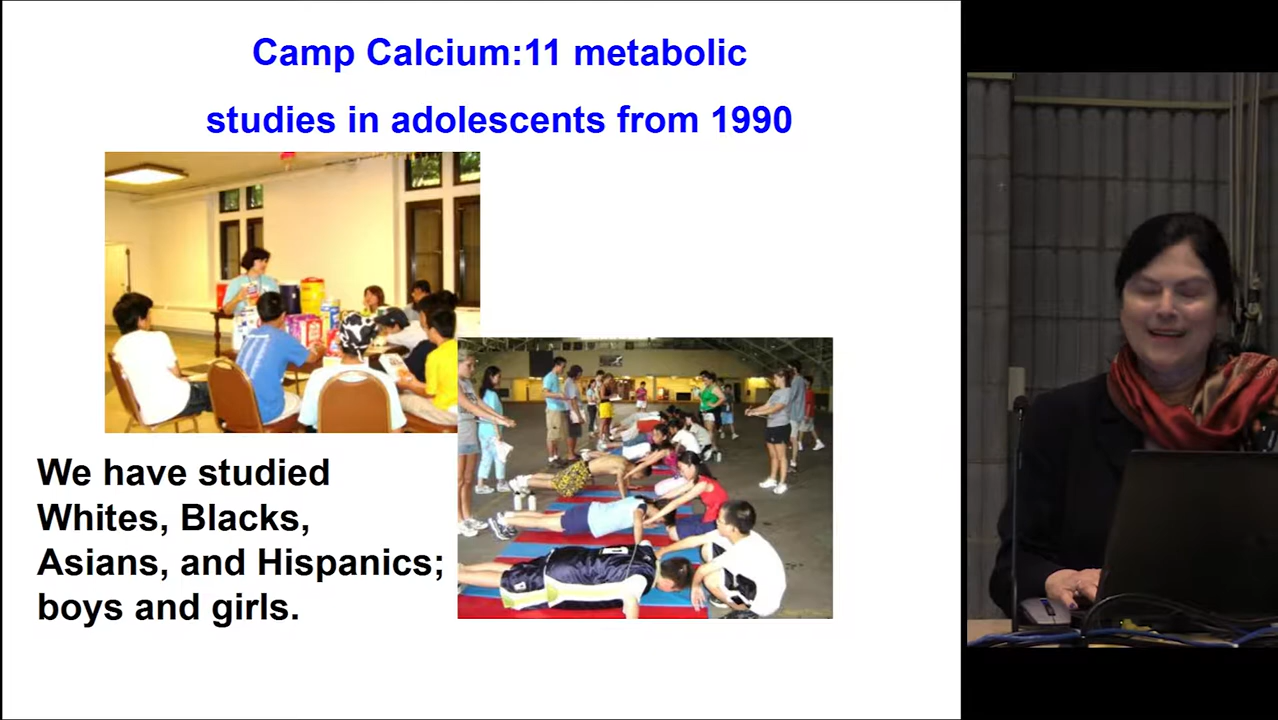 Camp Calcium:11 metabolic
studies in adolescents from 1990
We have studied
Whites, Blacks,
Asians, and Hispanics;
boys and girls.